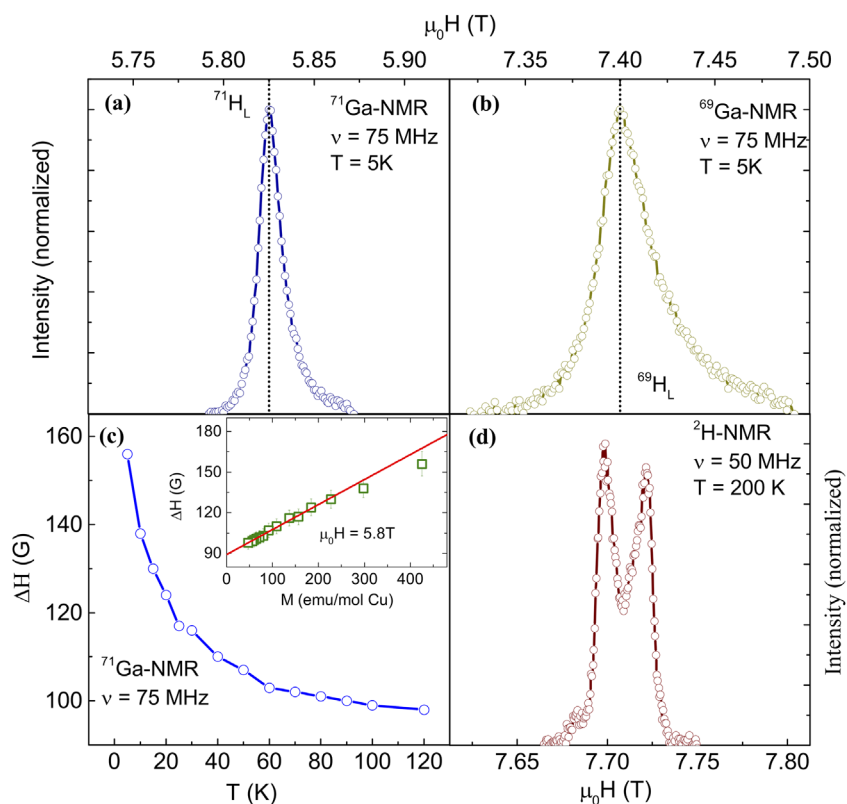 μ₀H (T)
μ₀H (T)
5.75 5.80 5.85 5.90
7.35 7.40 7.45 7.50
(a)
⁷¹H_L
⁷¹Ga-NMR
ν = 75 MHz
T = 5K
Intensity (normalized)
(b)
⁶⁹Ga-NMR
ν = 75 MHz
T = 5K
⁶⁹H_L
(c)
160
140
120
100
ΔH (G)
180
150
120
90
ΔH (G)
μ₀H = 5.8T
0 100 200 300 400
M (emu/mol Cu)
⁷¹Ga-NMR
ν = 75 MHz
0 20 40 60 80 100 120
T (K)
(d)
²H-NMR
ν = 50 MHz
T = 200 K
Intensity (normalized)
7.65 7.70 7.75 7.80
μ₀H (T)